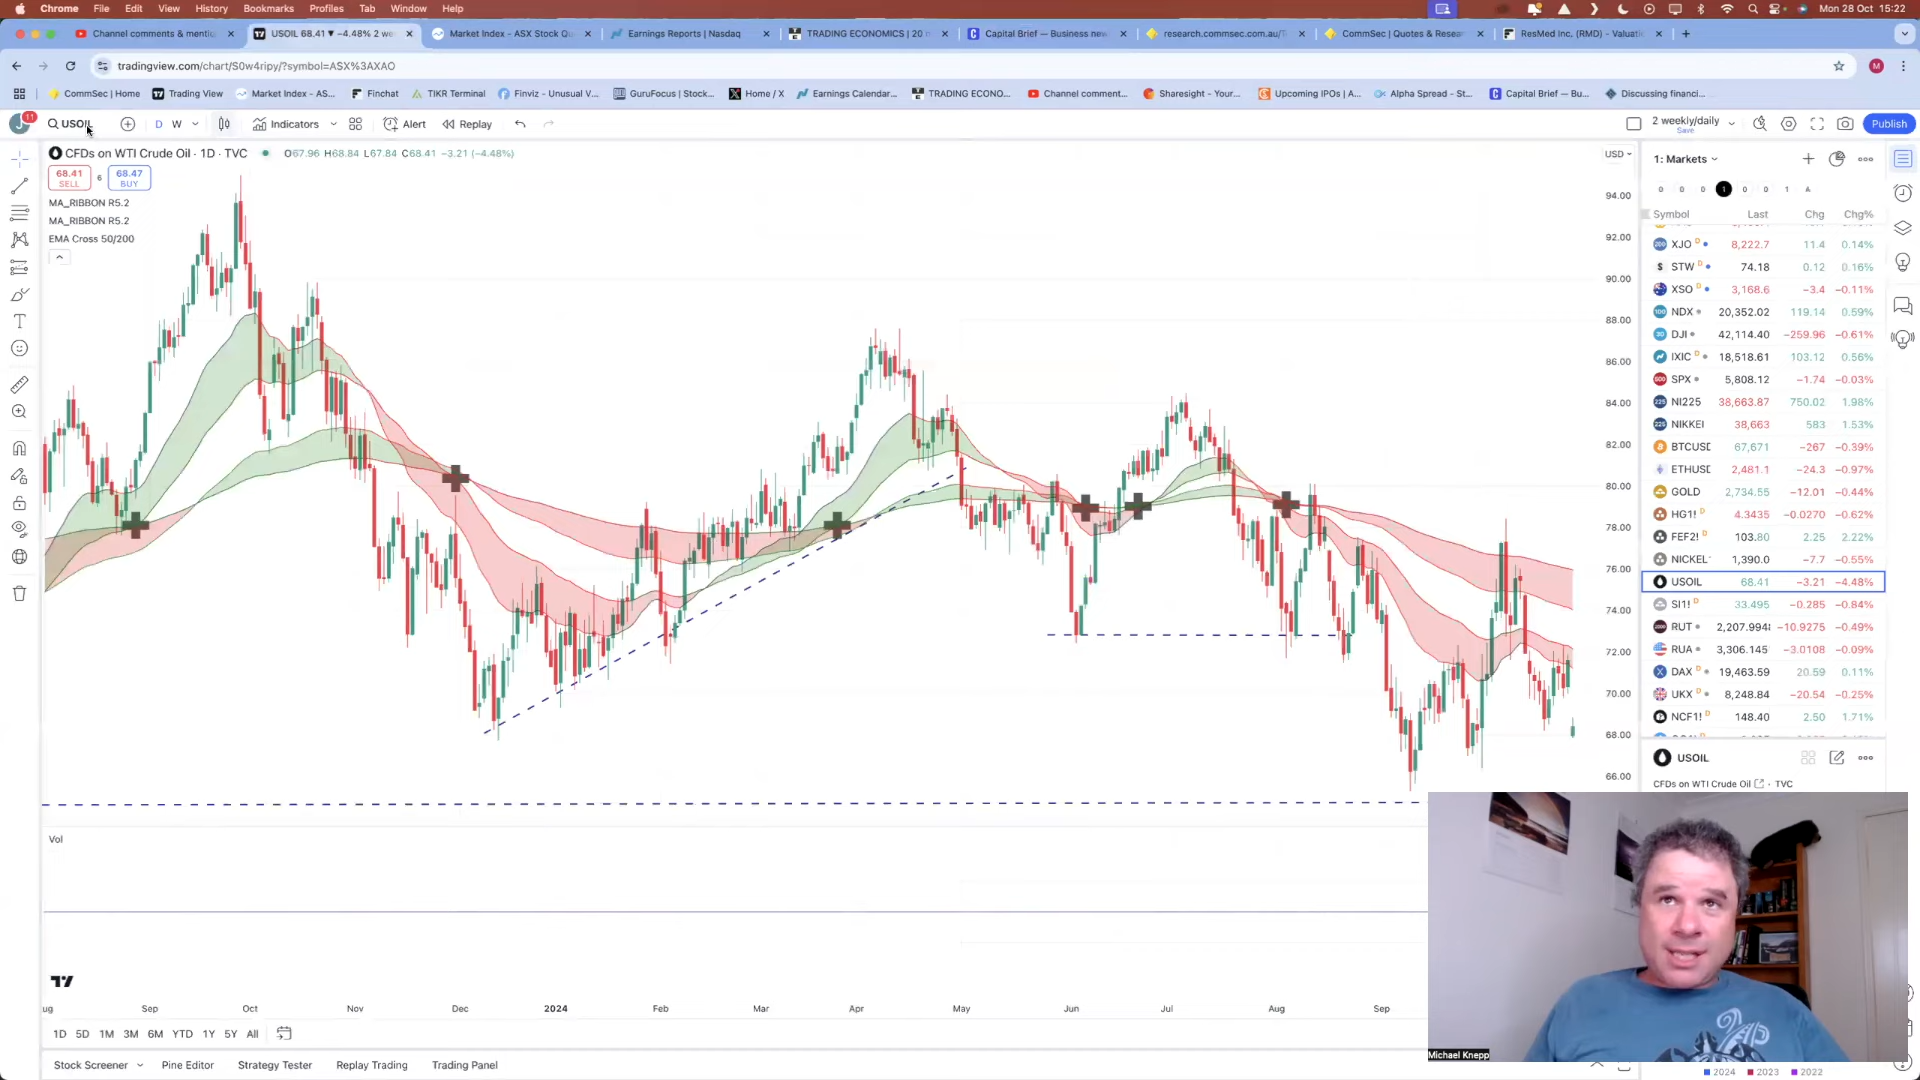 Chrome File Edit View History Bookmarks Profiles Tab Window Help Mon 28 Oct 15:22
Channel comments & mentio USOIL 68.41 ▼ −4.48% 2 we Market Index - ASX Stock Qu Earnings Reports | Nasdaq TRADING ECONOMICS | 20 m Capital Brief — Business new research.commsec.com.au/T CommSec | Quotes & Resea ResMed Inc. (RMD) - Valuati
tradingview.com/chart/S0w4ripy/?symbol=ASX%3AXAO M
CommSec | Home Trading View Market Index - AS... Finchat TIKR Terminal Finviz - Unusual V... GuruFocus | Stock... Home / X Earnings Calendar... TRADING ECONO... Channel comment... Sharesight - Your... Upcoming IPOs | A... Alpha Spread - St... Capital Brief — Bu... Discussing financi...
J 11 USOIL D W Indicators Alert Replay 2 weekly/daily Save Publish
CFDs on WTI Crude Oil · 1D · TVC O67.96 H68.84 L67.84 C68.41 −3.21 (−4.48%) USD
68.41 SELL 6 68.47 BUY
MA_RIBBON R5.2
MA_RIBBON R5.2
EMA Cross 50/200
94.00
92.00
90.00
88.00
86.00
84.00
82.00
80.00
78.00
76.00
74.00
72.00
70.00
68.00
66.00
1: Markets
0 0 0 1 0 0 1 A
Symbol Last Chg Chg%
XJO D 8,222.7 11.4 0.14%
STW D 74.18 0.12 0.16%
XSO D 3,168.6 −3.4 −0.11%
NDX 20,352.02 119.14 0.59%
DJI 42,114.40 −259.96 −0.61%
IXIC D 18,518.61 103.12 0.56%
SPX 5,808.12 −1.74 −0.03%
NI225 38,663.87 750.02 1.98%
NIKKEI 38,663 583 1.53%
BTCUSD 67,671 −267 −0.39%
ETHUSD 2,481.1 −24.3 −0.97%
GOLD 2,734.55 −12.01 −0.44%
HG1! D 4.3435 −0.0270 −0.62%
FEF2! D 103.80 2.25 2.22%
NICKEL 1,390.0 −7.7 −0.55%
USOIL 68.41 −3.21 −4.48%
SI1! D 33.495 −0.285 −0.84%
RUT 2,207.994 −10.9275 −0.49%
RUA 3,306.145 −3.0108 −0.09%
DAX D 19,463.59 20.59 0.11%
UKX D 8,248.84 −20.54 −0.25%
NCF1! D 148.40 2.50 1.71%
USOIL
CFDs on WTI Crude Oil · TVC
Vol
ug Sep Oct Nov Dec 2024 Feb Mar Apr May Jun Jul Aug Sep
1D 5D 1M 3M 6M YTD 1Y 5Y All
Stock Screener Pine Editor Strategy Tester Replay Trading Trading Panel
Michael Knepp
2024 2023 2022